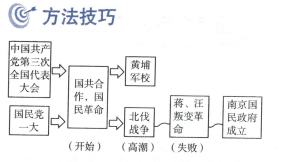 方法技巧
中国共产
党第三次
全国代表
大会
国民党
一大
国共合
作，国
民革命
黄埔
军校
北伐
战争
蒋、汪
叛变革
命
南京国
民政府
成立
(开始) (高潮) (失败)